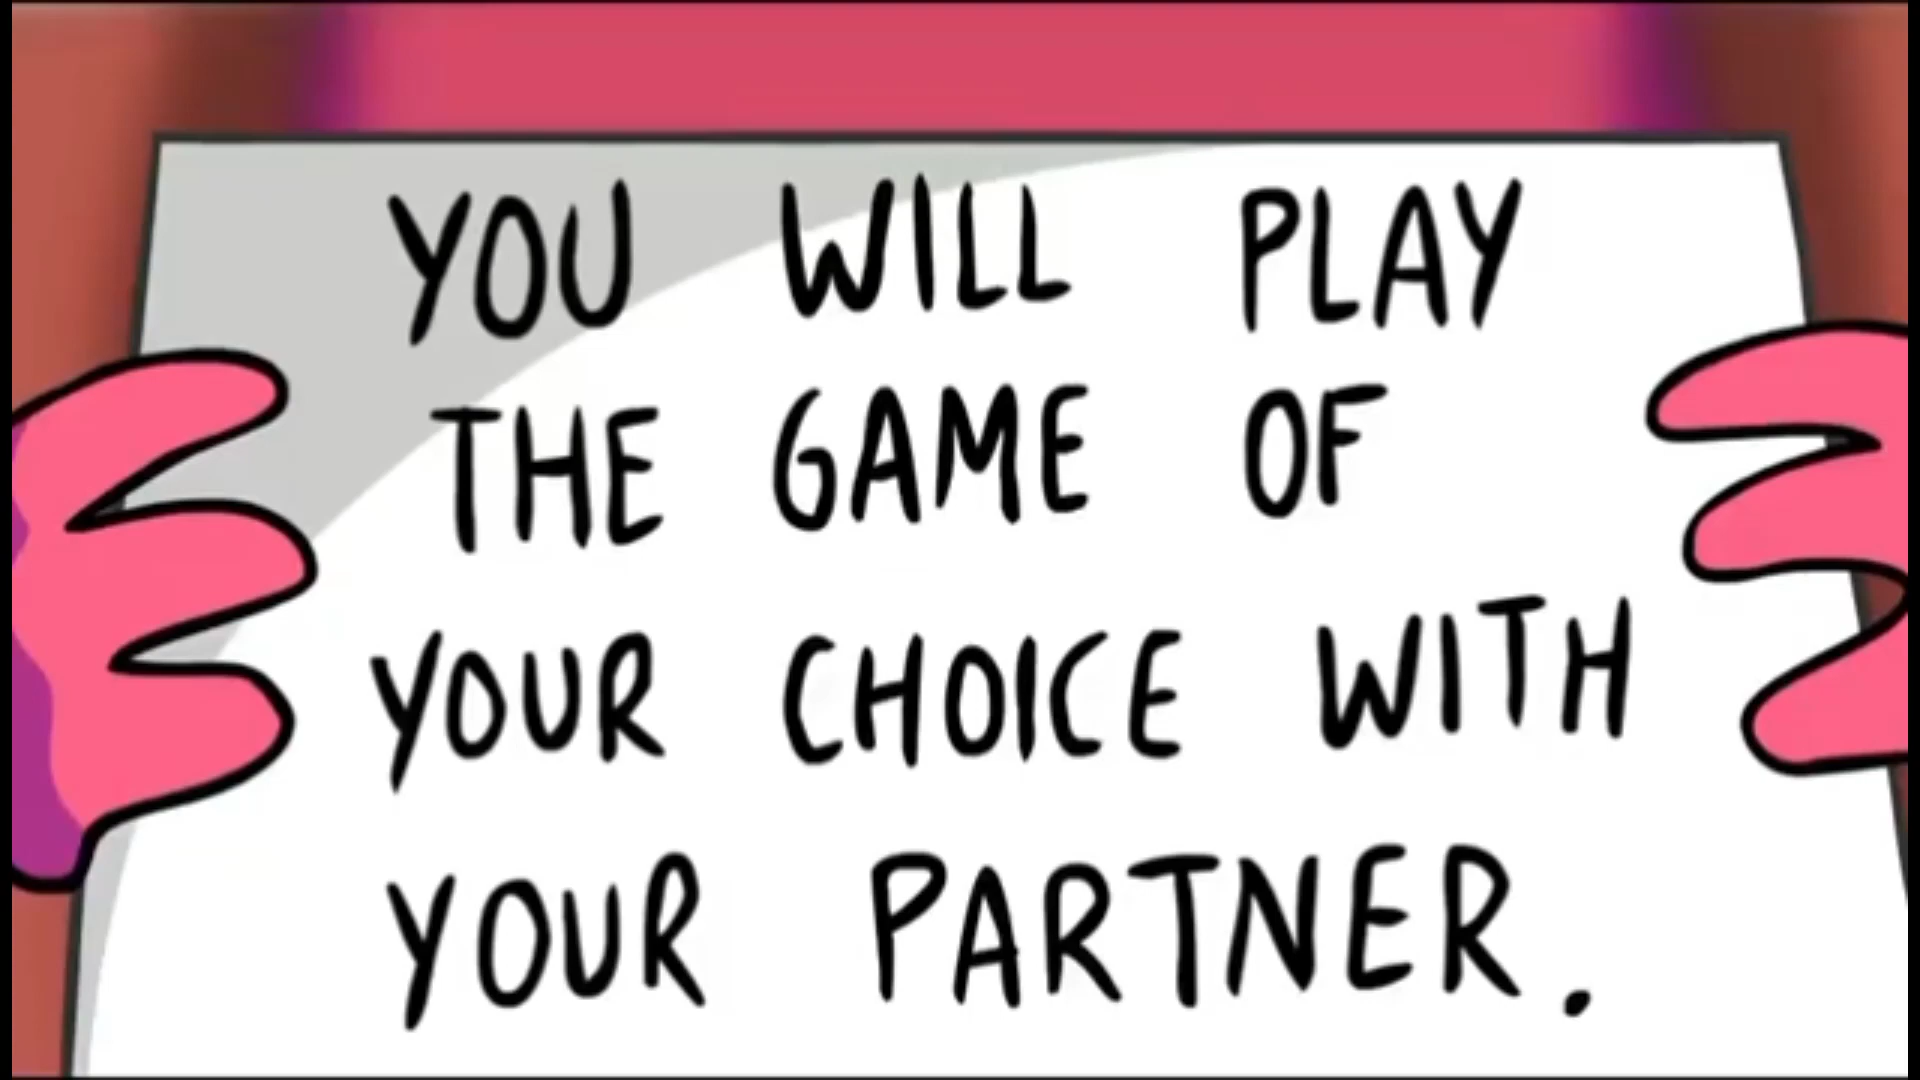 YOU WILL PLAY
THE GAME OF
YOUR CHOICE WITH
YOUR PARTNER.